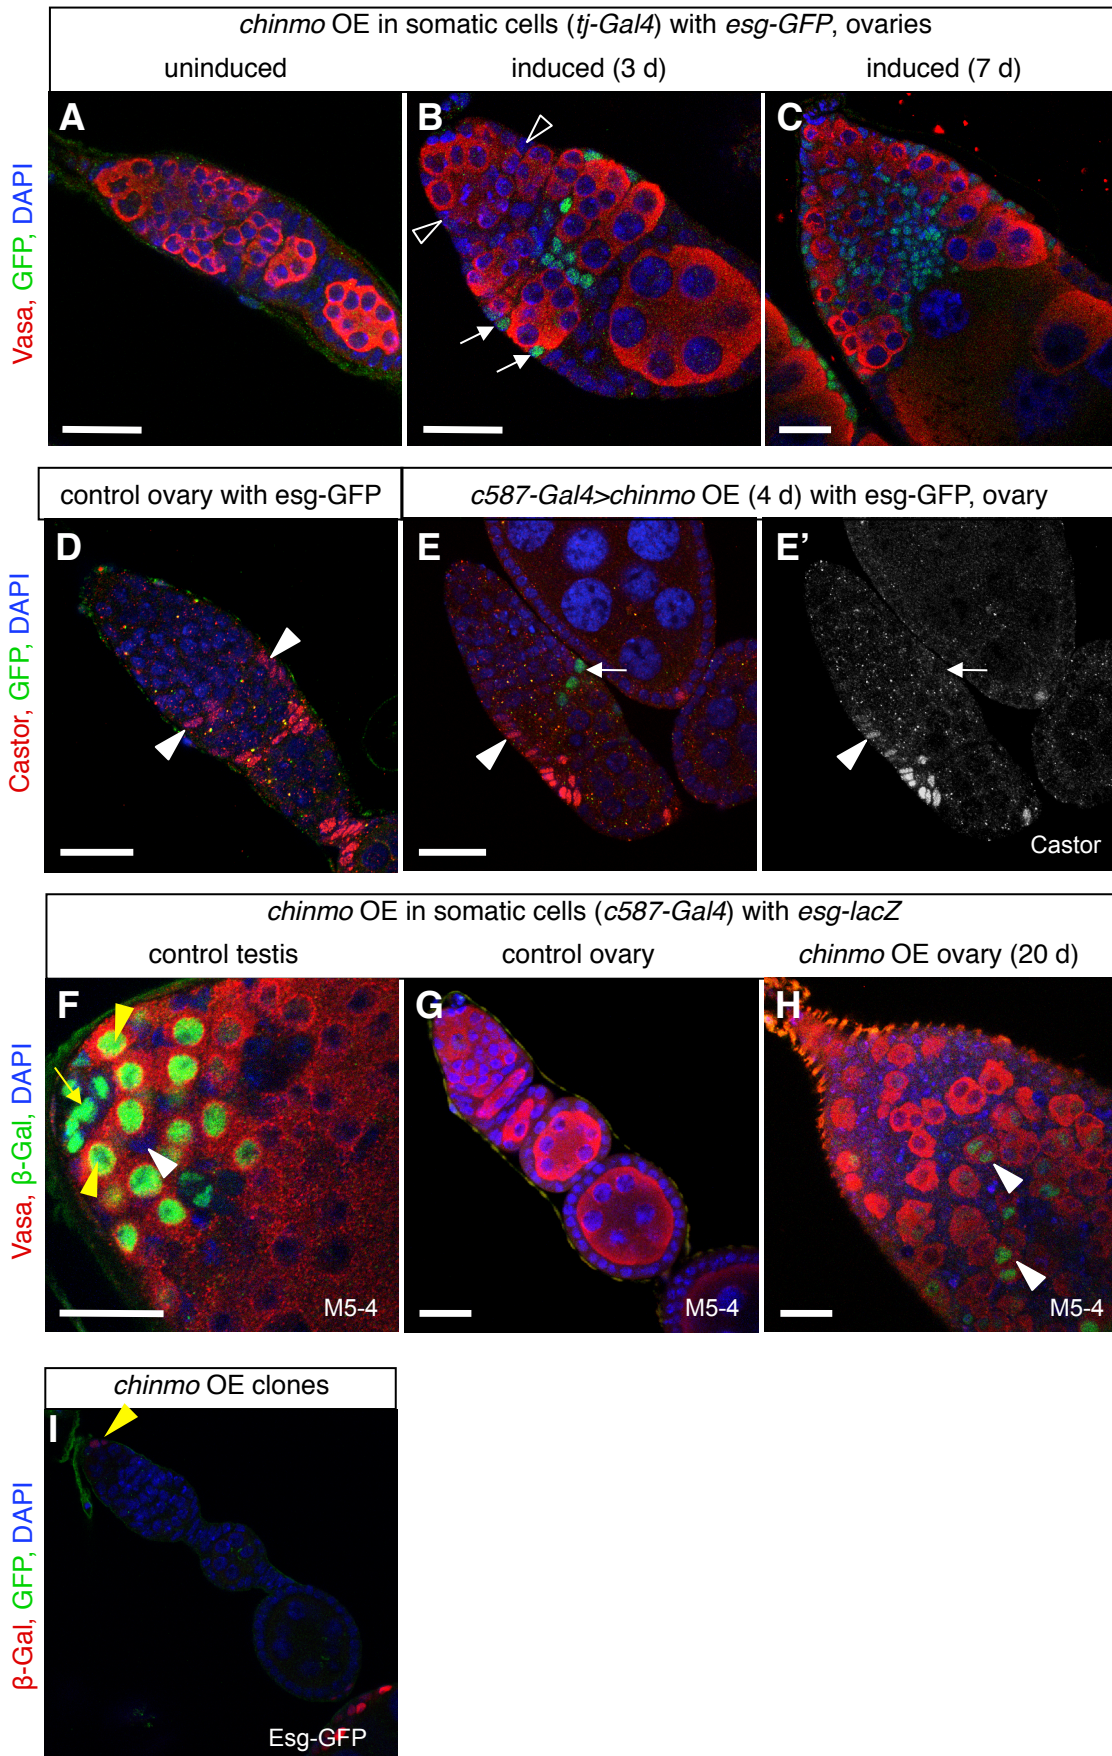 chinmo OE in somatic cells (tj-Gal4) with esg-GFP, ovaries
uninduced
induced (3 d)
induced (7 d)
Vasa, GFP, DAPI
A
B
C
control ovary with esg-GFP
c587-Gal4>chinmo OE (4 d) with esg-GFP, ovary
Castor, GFP, DAPI
D
E
E’
Castor
chinmo OE in somatic cells (c587-Gal4) with esg-lacZ
control testis
control ovary
chinmo OE ovary (20 d)
Vasa, β-Gal, DAPI
F
M5-4
G
M5-4
H
M5-4
chinmo OE clones
β-Gal, GFP, DAPI
I
Esg-GFP